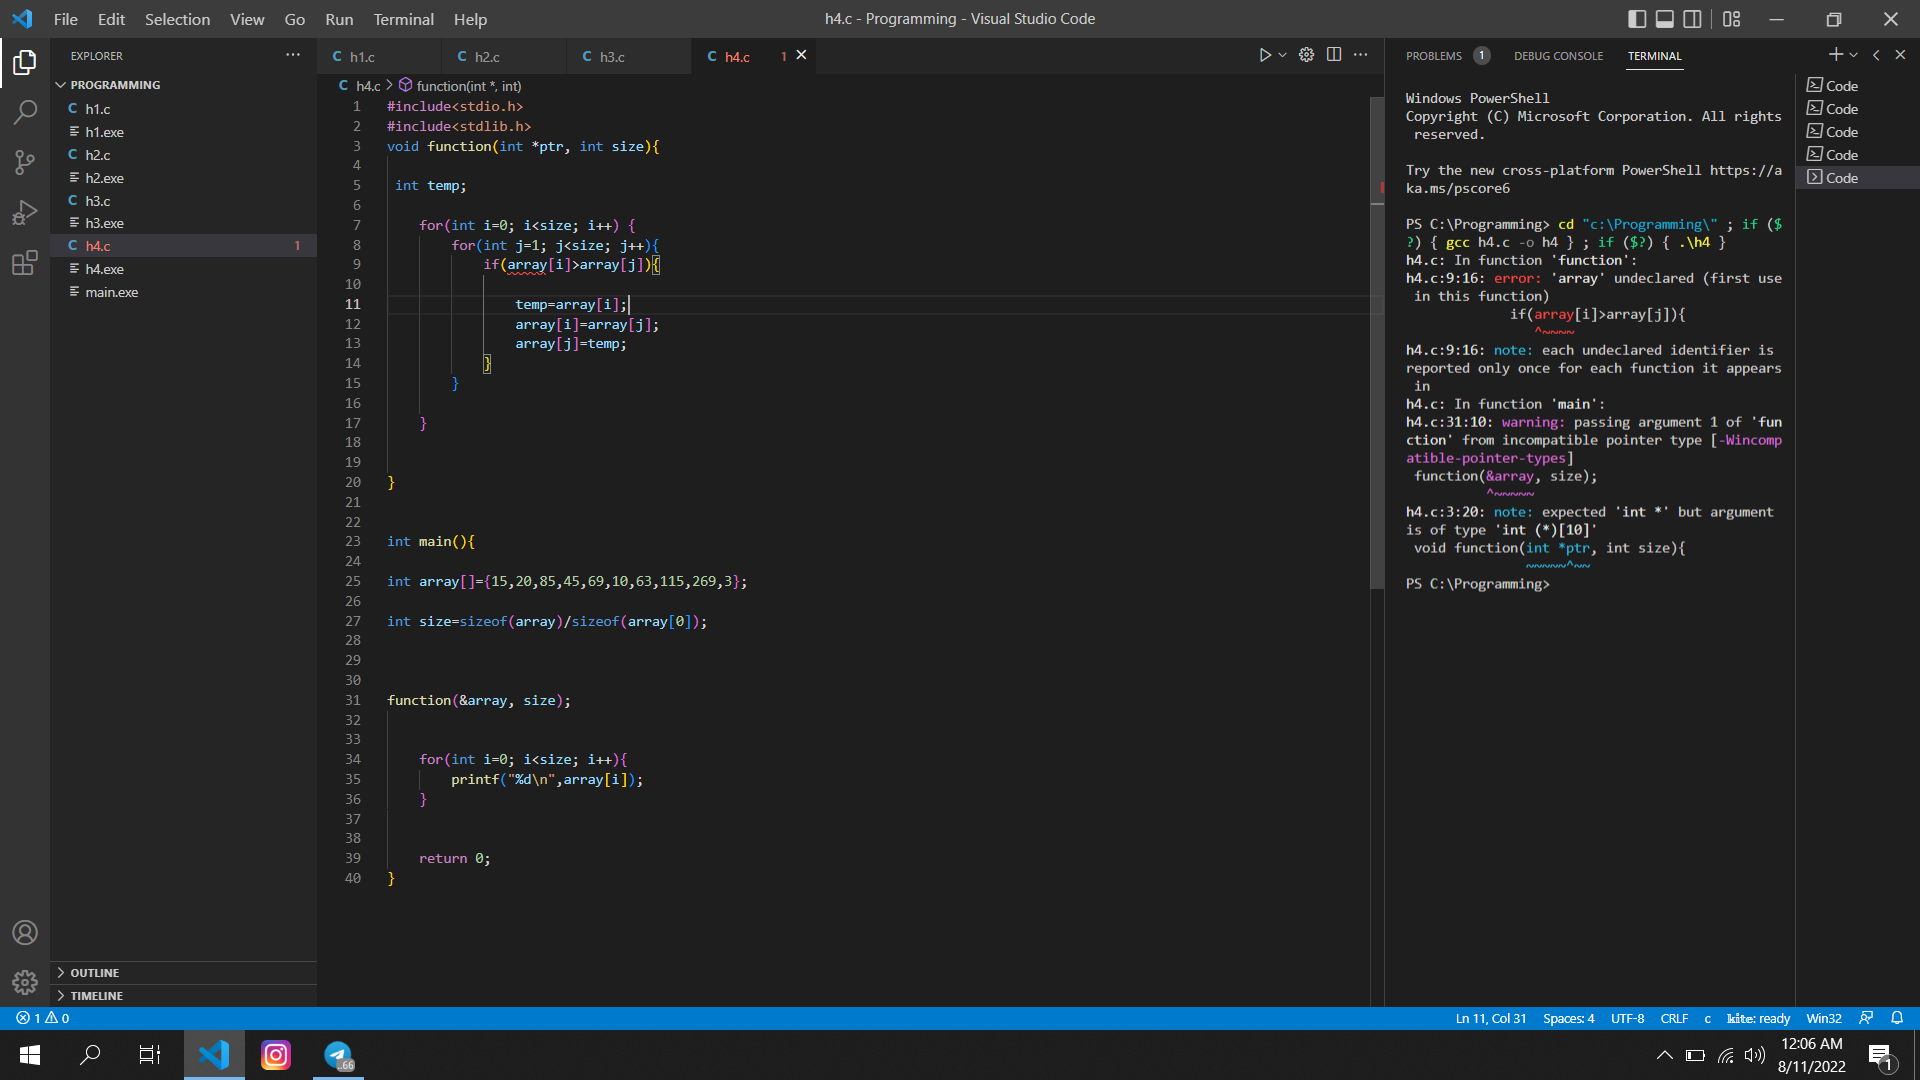 File Edit Selection View Go Run Terminal Help
h4.c - Programming - Visual Studio Code
EXPLORER
PROGRAMMING
C h1.c
h1.exe
C h2.c
h2.exe
C h3.c
h3.exe
C h4.c 1
h4.exe
main.exe
OUTLINE
TIMELINE
C h1.c C h2.c C h3.c C h4.c 1
C h4.c > function(int *, int)
1 #include<stdio.h>
2 #include<stdlib.h>
3 void function(int *ptr, int size){
4
5 int temp;
6
7 for(int i=0; i<size; i++) {
8 for(int j=1; j<size; j++){
9 if(array[i]>array[j]){
10
11 temp=array[i];
12 array[i]=array[j];
13 array[j]=temp;
14 }
15 }
16
17 }
18
19
20 }
21
22
23 int main(){
24
25 int array[]={15,20,85,45,69,10,63,115,269,3};
26
27 int size=sizeof(array)/sizeof(array[0]);
28
29
30
31 function(&array, size);
32
33
34 for(int i=0; i<size; i++){
35 printf("%d\n",array[i]);
36 }
37
38
39 return 0;
40 }
PROBLEMS 1 DEBUG CONSOLE TERMINAL
Windows PowerShell
Copyright (C) Microsoft Corporation. All rights
reserved.
Try the new cross-platform PowerShell https://a
ka.ms/pscore6
PS C:\Programming> cd "c:\Programming\" ; if ($
?) { gcc h4.c -o h4 } ; if ($?) { .\h4 }
h4.c: In function 'function':
h4.c:9:16: error: 'array' undeclared (first use
in this function)
if(array[i]>array[j]){
^~~~~
h4.c:9:16: note: each undeclared identifier is
reported only once for each function it appears
in
h4.c: In function 'main':
h4.c:31:10: warning: passing argument 1 of 'fun
ction' from incompatible pointer type [-Wincomp
atible-pointer-types]
function(&array, size);
^~~~~~
h4.c:3:20: note: expected 'int *' but argument
is of type 'int (*)[10]'
void function(int *ptr, int size){
~~~~~^~~
PS C:\Programming>
Code
Code
Code
Code
Code
1 0
Ln 11, Col 31 Spaces: 4 UTF-8 CRLF C kite: ready Win32
..66
12:06 AM
8/11/2022
1